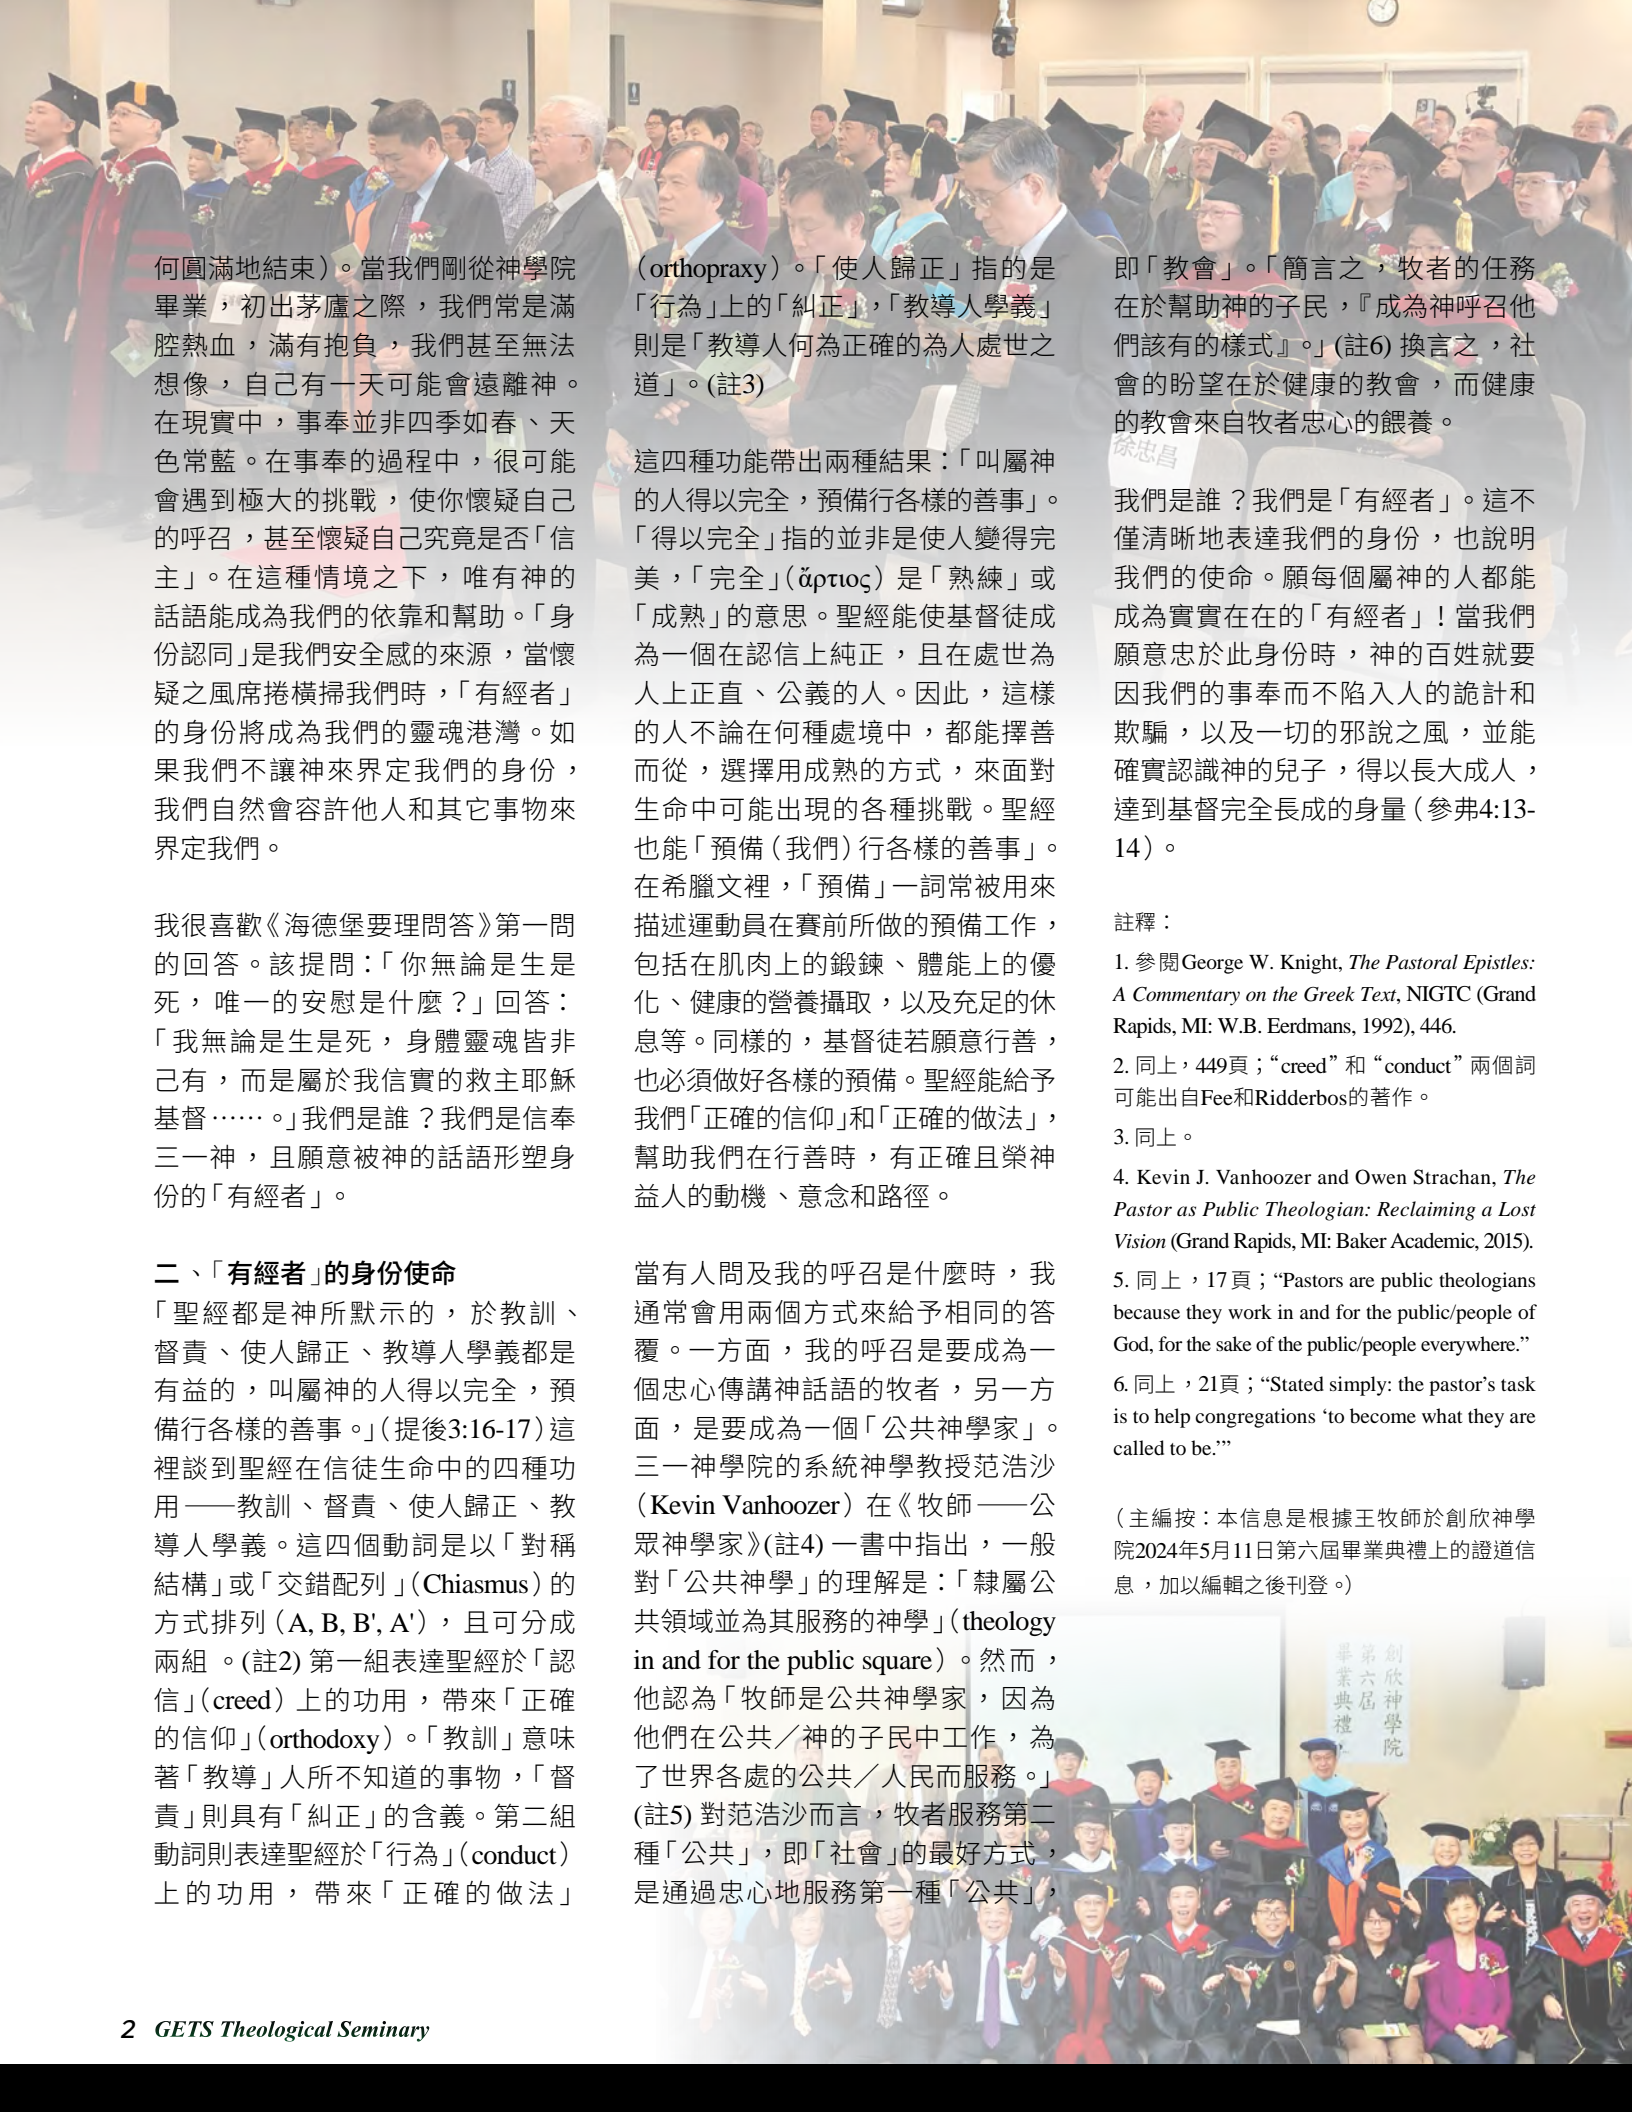 何圓滿地結束）。當我們剛從神學院
畢業，初出茅廬之際，我們常是滿
腔熱血，滿有抱負，我們甚至無法
想像，自己有一天可能會遠離神。
在現實中，事奉並非四季如春、天
色常藍。在事奉的過程中，很可能
會遇到極大的挑戰，使你懷疑自己
的呼召，甚至懷疑自己究竟是否「信
主」。在這種情境之下，唯有神的
話語能成為我們的依靠和幫助。「身
份認同」是我們安全感的來源，當懷
疑之風席捲橫掃我們時，「有經者」
的身份將成為我們的靈魂港灣。如
果我們不讓神來界定我們的身份，
我們自然會容許他人和其它事物來
界定我們。
我很喜歡《海德堡要理問答》第一問
的回答。該提問：「你無論是生是
死，唯一的安慰是什麼？」回答：
「我無論是生是死，身體靈魂皆非
己有，而是屬於我信實的救主耶穌
基督……。」我們是誰？我們是信奉
三一神，且願意被神的話語形塑身
份的「有經者」。
二、「有經者」的身份使命
「聖經都是神所默示的，於教訓、
督責、使人歸正、教導人學義都是
有益的，叫屬神的人得以完全，預
備行各樣的善事。」（提後3:16-17）這
裡談到聖經在信徒生命中的四種功
用——教訓、督責、使人歸正、教
導人學義。這四個動詞是以「對稱
結構」或「交錯配列」（Chiasmus）的
方式排列（A, B, B', A'），且可分成
兩組。(註2) 第一組表達聖經於「認
信」（creed）上的功用，帶來「正確
的信仰」（orthodoxy）。「教訓」意味
著「教導」人所不知道的事物，「督
責」則具有「糾正」的含義。第二組
動詞則表達聖經於「行為」（conduct）
上的功用，帶來「正確的做法」
（orthopraxy）。「使人歸正」指的是
「行為」上的「糾正」，「教導人學義」
則是「教導人何為正確的為人處世之
道」。(註3)
這四種功能帶出兩種結果：「叫屬神
的人得以完全，預備行各樣的善事」。
「得以完全」指的並非是使人變得完
美，「完全」（ἄρτιος）是「熟練」或
「成熟」的意思。聖經能使基督徒成
為一個在認信上純正，且在處世為
人上正直、公義的人。因此，這樣
的人不論在何種處境中，都能擇善
而從，選擇用成熟的方式，來面對
生命中可能出現的各種挑戰。聖經
也能「預備（我們）行各樣的善事」。
在希臘文裡，「預備」一詞常被用來
描述運動員在賽前所做的預備工作，
包括在肌肉上的鍛鍊、體能上的優
化、健康的營養攝取，以及充足的休
息等。同樣的，基督徒若願意行善，
也必須做好各樣的預備。聖經能給予
我們「正確的信仰」和「正確的做法」，
幫助我們在行善時，有正確且榮神
益人的動機、意念和路徑。
當有人問及我的呼召是什麼時，我
通常會用兩個方式來給予相同的答
覆。一方面，我的呼召是要成為一
個忠心傳講神話語的牧者，另一方
面，是要成為一個「公共神學家」。
三一神學院的系統神學教授范浩沙
（Kevin Vanhoozer）在《牧師——公
眾神學家》(註4) 一書中指出，一般
對「公共神學」的理解是：「隸屬公
共領域並為其服務的神學」（theology
in and for the public square）。然而，
他認為「牧師是公共神學家，因為
他們在公共／神的子民中工作，為
了世界各處的公共／人民而服務。」
(註5) 對范浩沙而言，牧者服務第二
種「公共」，即「社會」的最好方式，
是通過忠心地服務第一種「公共」，
即「教會」。「簡言之，牧者的任務
在於幫助神的子民，『成為神呼召他
們該有的樣式』。」(註6) 換言之，社
會的盼望在於健康的教會，而健康
的教會來自牧者忠心的餵養。
徐忠昌
我們是誰？我們是「有經者」。這不
僅清晰地表達我們的身份，也說明
我們的使命。願每個屬神的人都能
成為實實在在的「有經者」！當我們
願意忠於此身份時，神的百姓就要
因我們的事奉而不陷入人的詭計和
欺騙，以及一切的邪說之風，並能
確實認識神的兒子，得以長大成人，
達到基督完全長成的身量（參弗4:13-
14）。
註釋：
1. 參閱George W. Knight, The Pastoral Epistles:
A Commentary on the Greek Text, NIGTC (Grand
Rapids, MI: W.B. Eerdmans, 1992), 446.
2. 同上，449頁；“creed” 和 “conduct” 兩個詞
可能出自Fee和Ridderbos的著作。
3. 同上。
4. Kevin J. Vanhoozer and Owen Strachan, The
Pastor as Public Theologian: Reclaiming a Lost
Vision (Grand Rapids, MI: Baker Academic, 2015).
5. 同上，17頁；“Pastors are public theologians
because they work in and for the public/people of
God, for the sake of the public/people everywhere.”
6. 同上，21頁；“Stated simply: the pastor’s task
is to help congregations ‘to become what they are
called to be.’”
（主編按：本信息是根據王牧師於創欣神學
院2024年5月11日第六屆畢業典禮上的證道信
息，加以編輯之後刊登。）
創欣神學院
第六屆
畢業典禮
2 GETS Theological Seminary